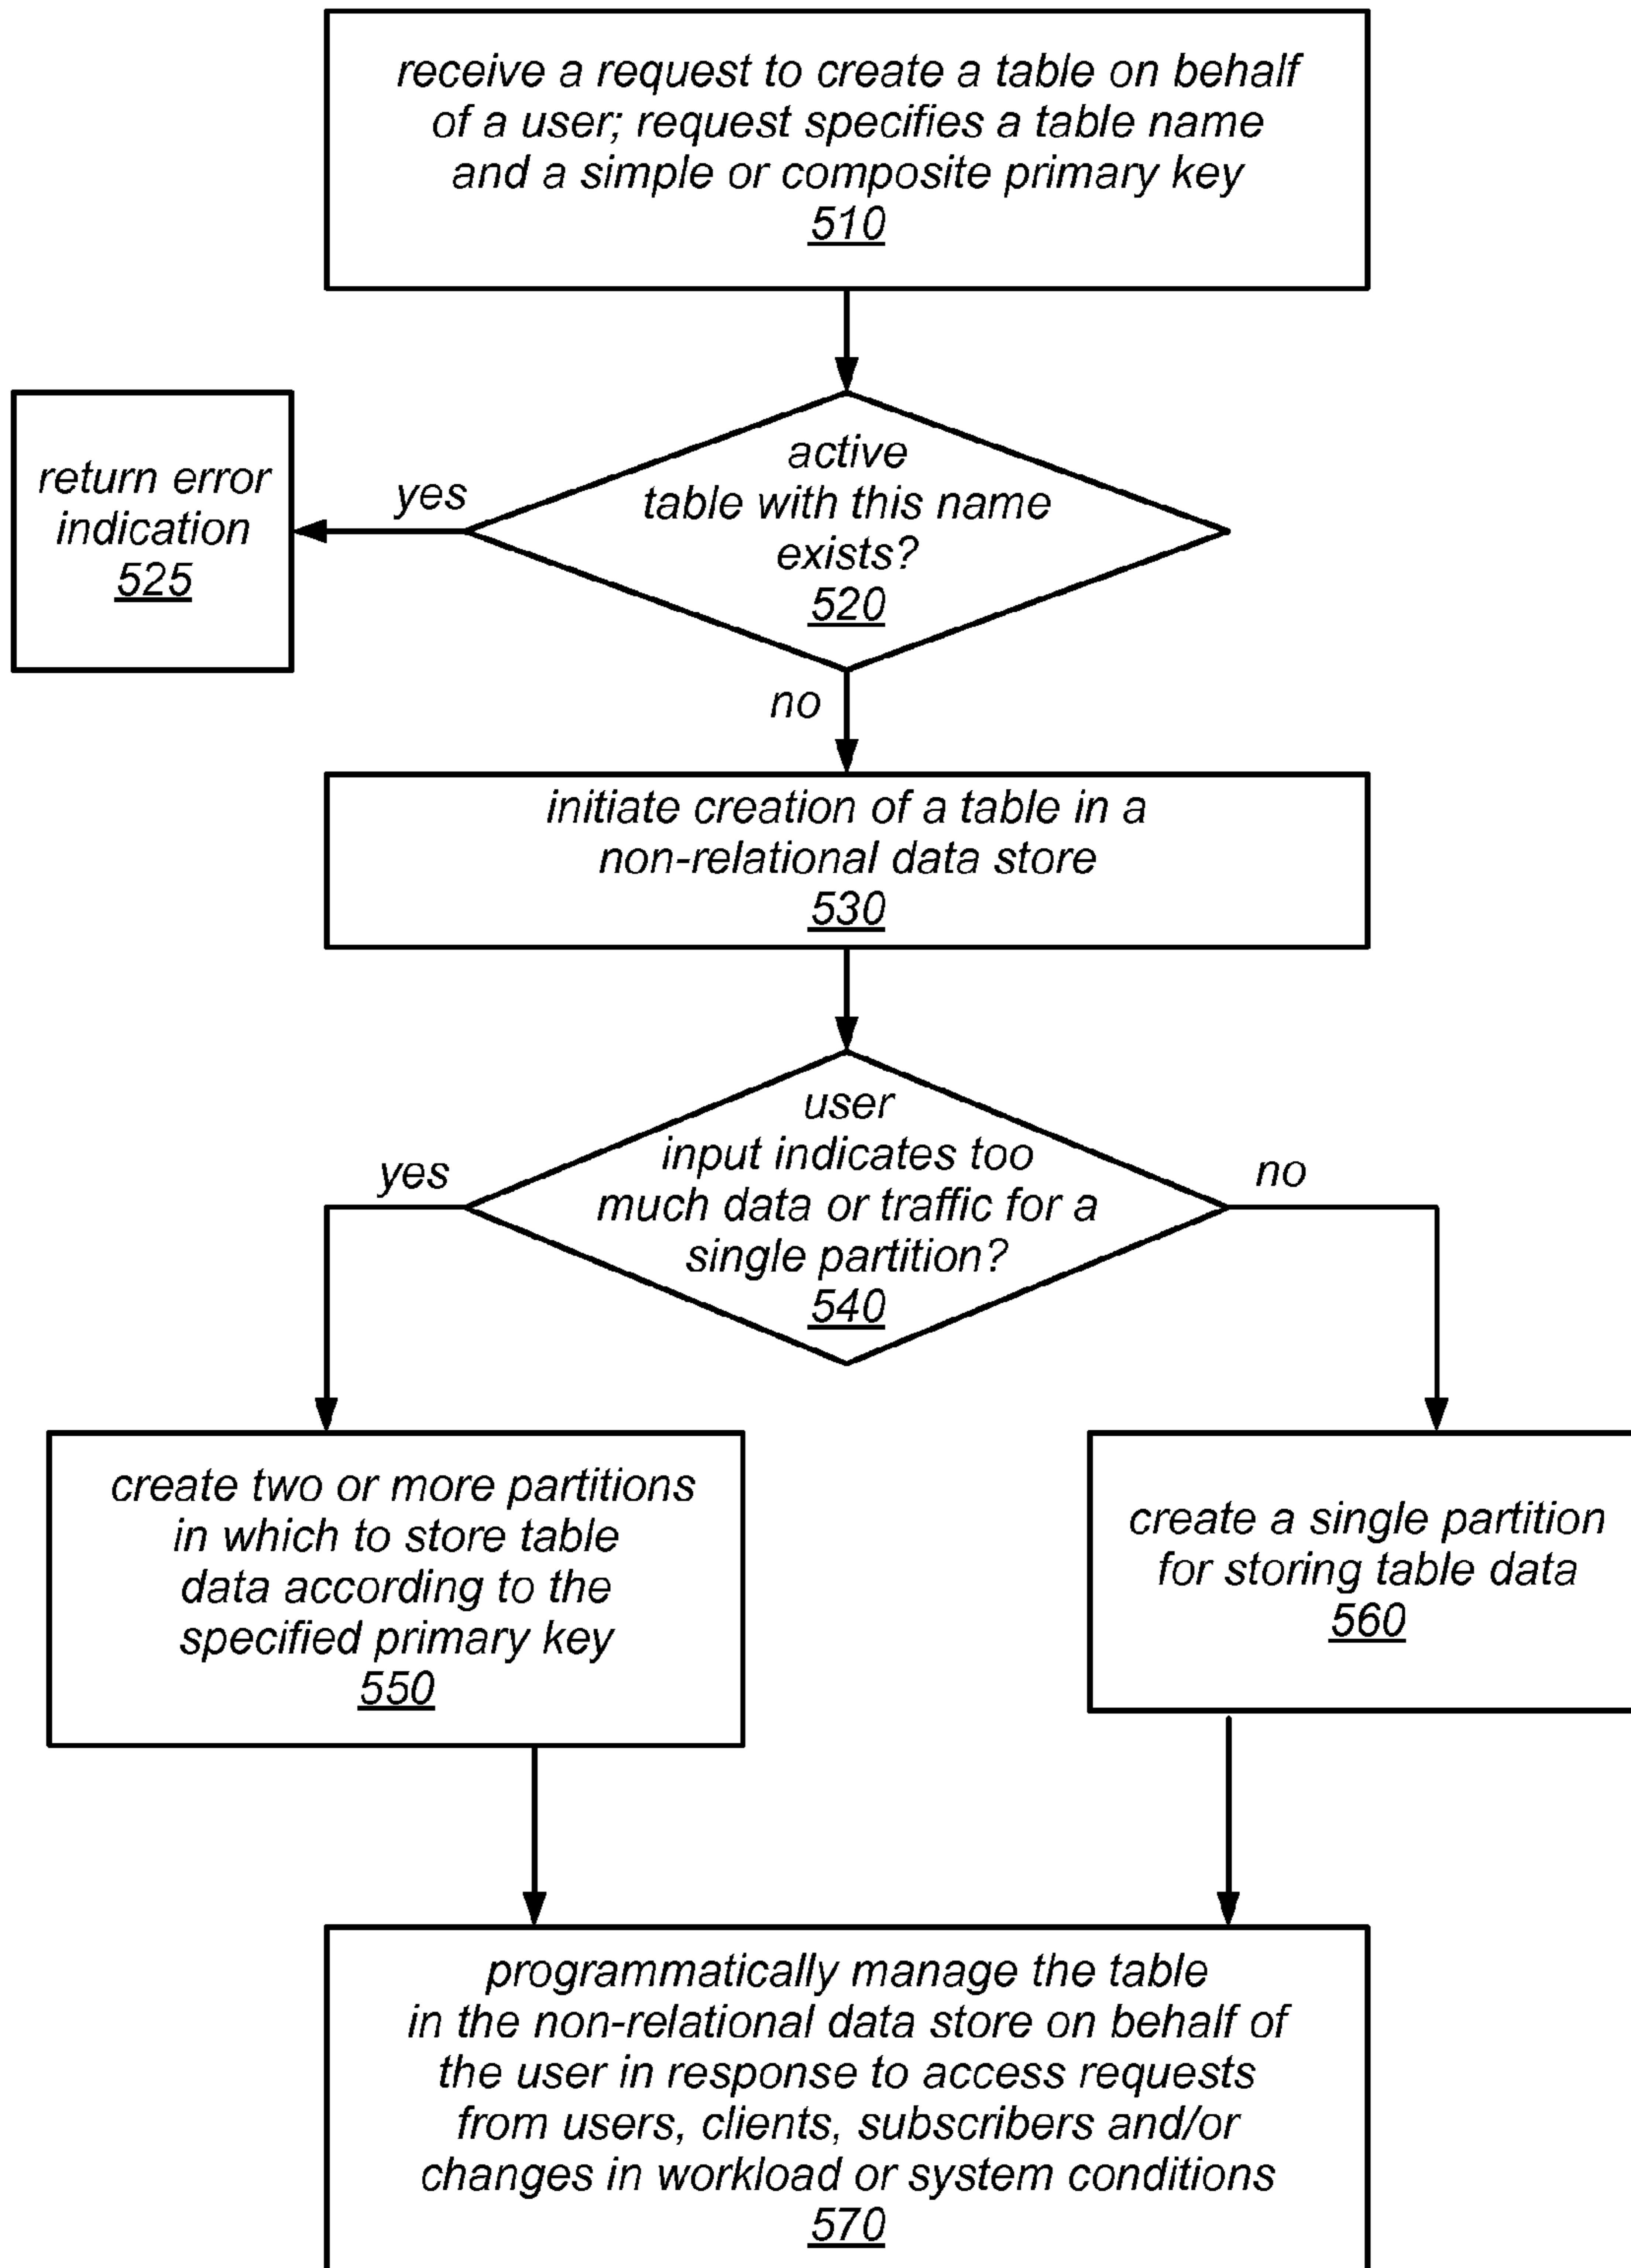 receive a request to create a table on behalf
of a user; request specifies a table name
and a simple or composite primary key
510
return error
indication
525
yes
active
table with this name
exists?
520
no
initiate creation of a table in a
non-relational data store
530
yes
user
input indicates too
much data or traffic for a
single partition?
540
no
create two or more partitions
in which to store table
data according to the
specified primary key
550
create a single partition
for storing table data
560
programmatically manage the table
in the non-relational data store on behalf of
the user in response to access requests
from users, clients, subscribers and/or
changes in workload or system conditions
570